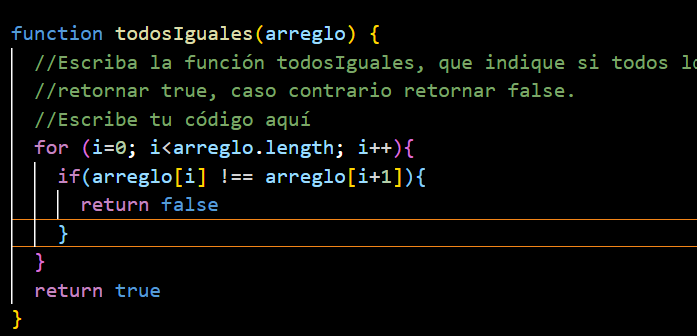 function todosIguales(arreglo) {
//Escriba la función todosIguales, que indique si todos
//retornar true, caso contrario retornar false.
//Escribe tu código aquí
for (i=0; i<arreglo.length; i++){
if(arreglo[i] !== arreglo[i+1]){
return false
}
}
return true
}